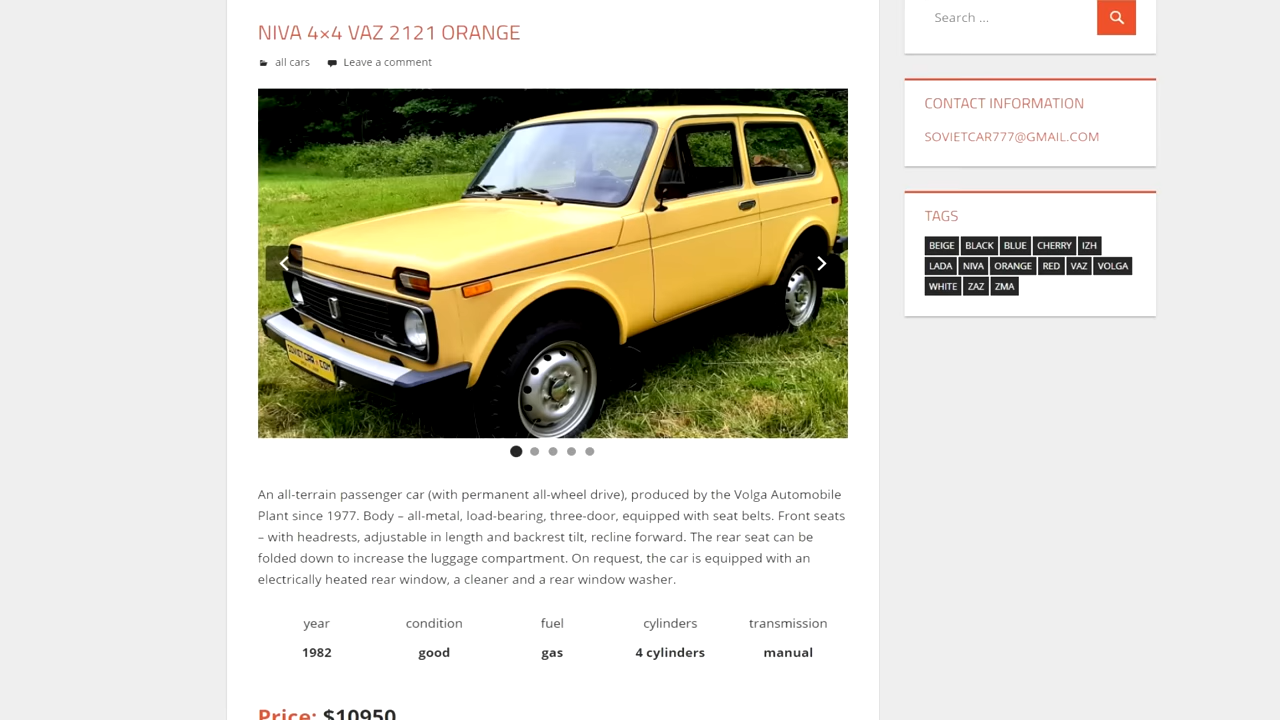 NIVA 4×4 VAZ 2121 ORANGE
all cars Leave a comment
SOVIETCAR★COM
An all-terrain passenger car (with permanent all-wheel drive), produced by the Volga Automobile
Plant since 1977. Body – all-metal, load-bearing, three-door, equipped with seat belts. Front seats
– with headrests, adjustable in length and backrest tilt, recline forward. The rear seat can be
folded down to increase the luggage compartment. On request, the car is equipped with an
electrically heated rear window, a cleaner and a rear window washer.
year condition fuel cylinders transmission
1982 good gas 4 cylinders manual
Price: $10950
Search ...
CONTACT INFORMATION
SOVIETCAR777@GMAIL.COM
TAGS
BEIGE BLACK BLUE CHERRY IZH
LADA NIVA ORANGE RED VAZ VOLGA
WHITE ZAZ ZMA